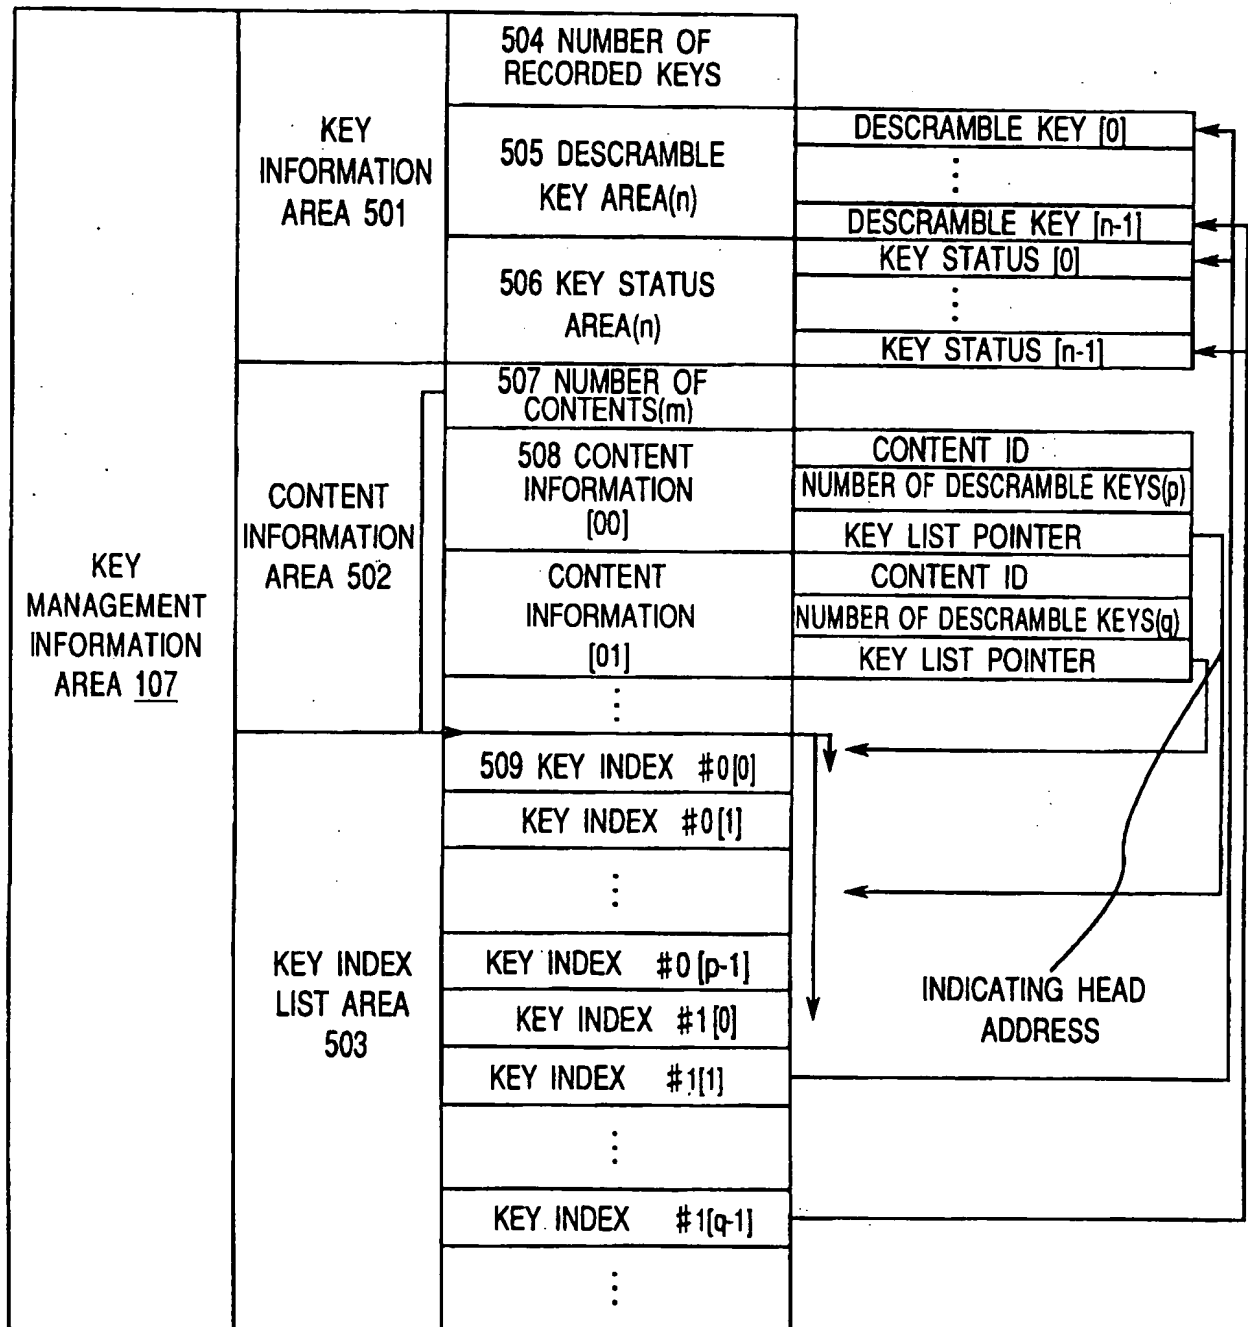 KEY
MANAGEMENT
INFORMATION
AREA 107
KEY
INFORMATION
AREA 501
504 NUMBER OF
RECORDED KEYS
505 DESCRAMBLE
KEY AREA(n)
DESCRAMBLE KEY [0]
⋮
DESCRAMBLE KEY [n-1]
506 KEY STATUS
AREA(n)
KEY STATUS [0]
⋮
KEY STATUS [n-1]
CONTENT
INFORMATION
AREA 502
507 NUMBER OF
CONTENTS(m)
508 CONTENT
INFORMATION
[00]
CONTENT ID
NUMBER OF DESCRAMBLE KEYS(p)
KEY LIST POINTER
CONTENT
INFORMATION
[01]
CONTENT ID
NUMBER OF DESCRAMBLE KEYS(q)
KEY LIST POINTER
⋮
KEY INDEX
LIST AREA
503
509 KEY INDEX #0[0]
KEY INDEX #0[1]
⋮
KEY INDEX #0[p-1]
KEY INDEX #1[0]
KEY INDEX #1[1]
⋮
KEY INDEX #1[q-1]
⋮
INDICATING HEAD
ADDRESS